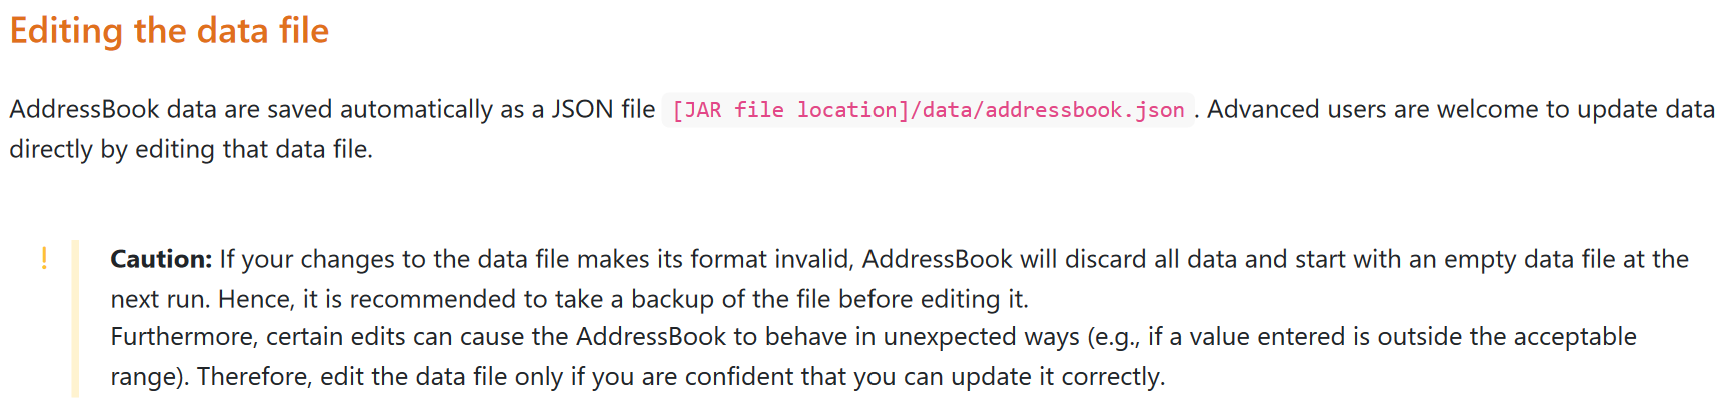 Editing the data file
AddressBook data are saved automatically as a JSON file [JAR file location]/data/addressbook.json. Advanced users are welcome to update data
directly by editing that data file.
! Caution: If your changes to the data file makes its format invalid, AddressBook will discard all data and start with an empty data file at the
next run. Hence, it is recommended to take a backup of the file before editing it.
Furthermore, certain edits can cause the AddressBook to behave in unexpected ways (e.g., if a value entered is outside the acceptable
range). Therefore, edit the data file only if you are confident that you can update it correctly.